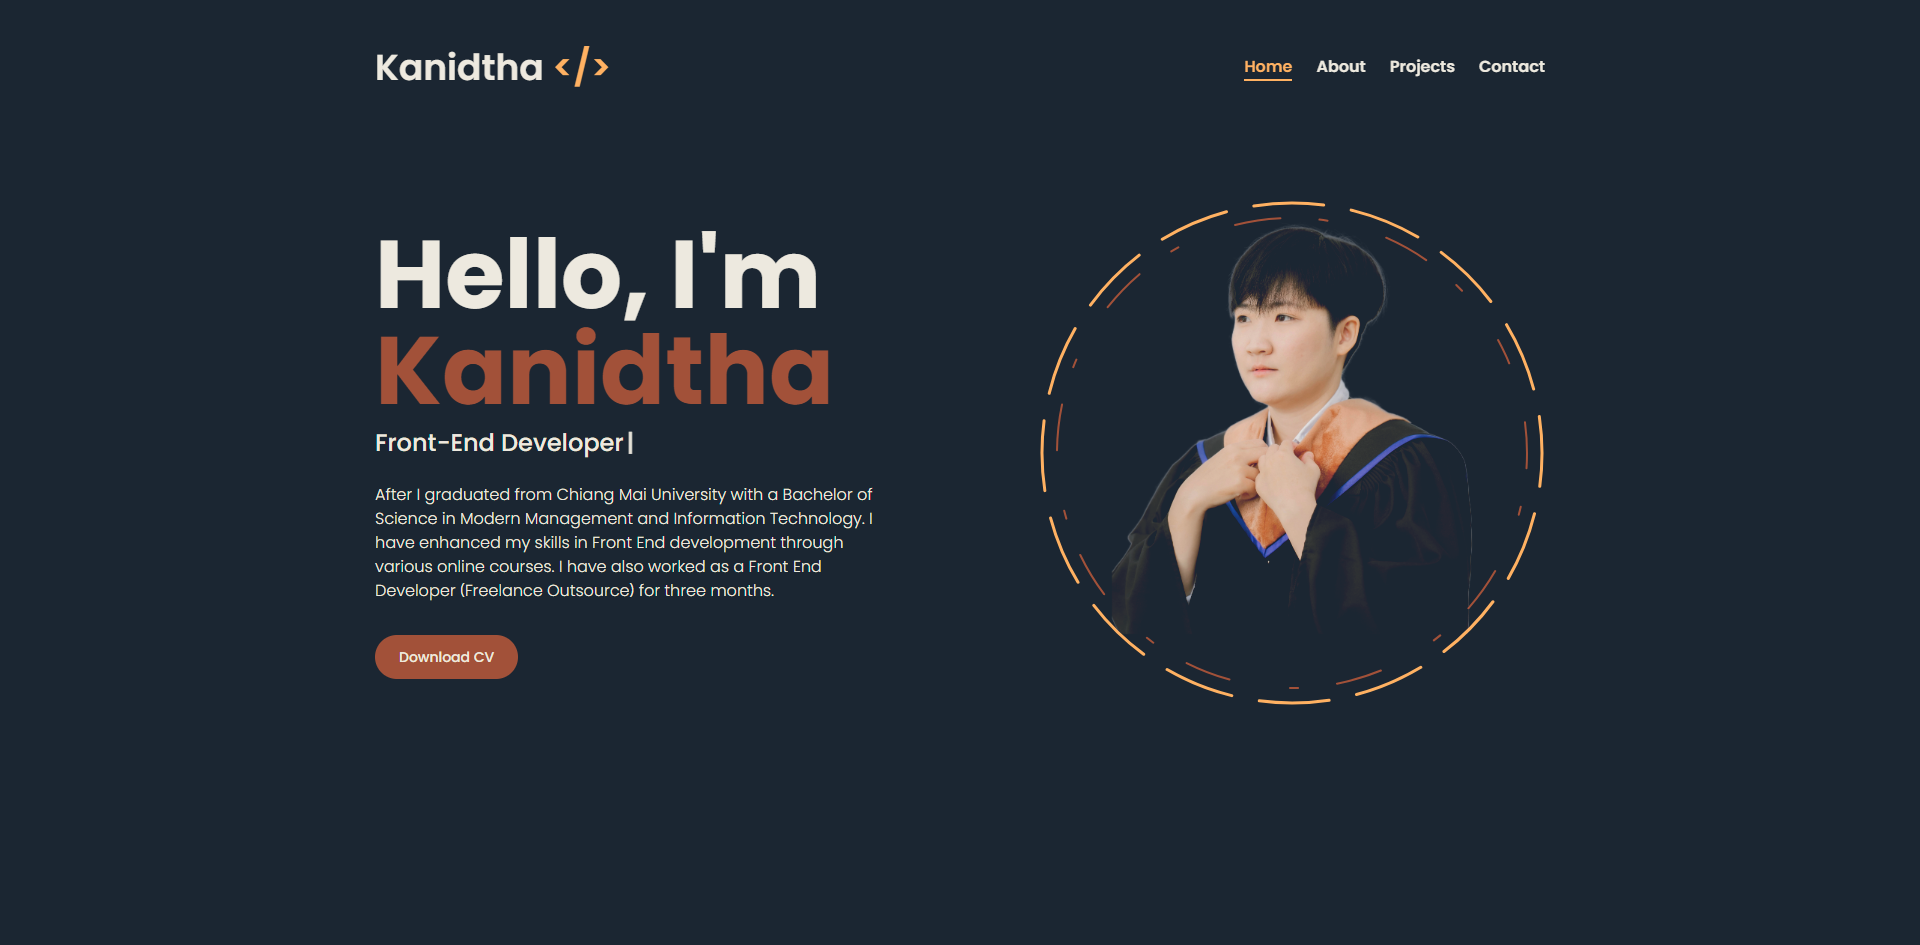 Kanidtha </>
Home About Projects Contact
Hello, I'm
Kanidtha
Front-End Developer|
After I graduated from Chiang Mai University with a Bachelor of
Science in Modern Management and Information Technology. I
have enhanced my skills in Front End development through
various online courses. I have also worked as a Front End
Developer (Freelance Outsource) for three months.
Download CV